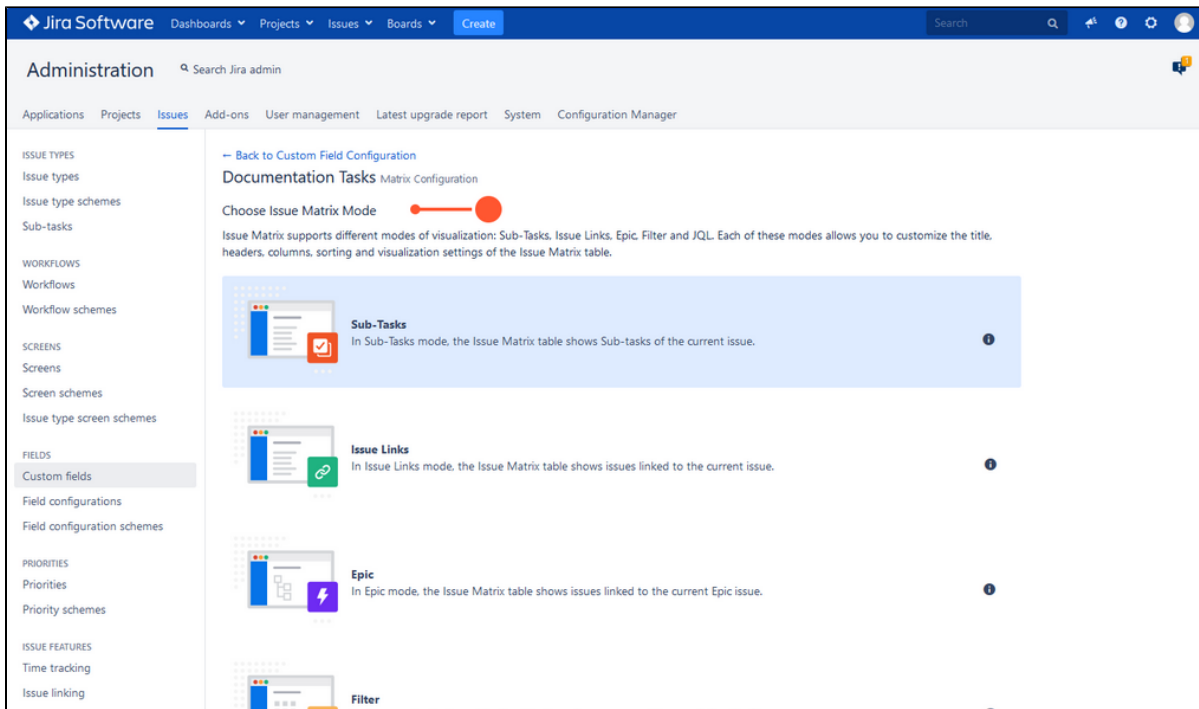 Jira Software Dashboards Projects Issues Boards Create Search
Administration Search Jira admin
Applications Projects Issues Add-ons User management Latest upgrade report System Configuration Manager
ISSUE TYPES
Issue types
Issue type schemes
Sub-tasks
WORKFLOWS
Workflows
Workflow schemes
SCREENS
Screens
Screen schemes
Issue type screen schemes
FIELDS
Custom fields
Field configurations
Field configuration schemes
PRIORITIES
Priorities
Priority schemes
ISSUE FEATURES
Time tracking
Issue linking
← Back to Custom Field Configuration
Documentation Tasks Matrix Configuration
Choose Issue Matrix Mode
Issue Matrix supports different modes of visualization: Sub-Tasks, Issue Links, Epic, Filter and JQL. Each of these modes allows you to customize the title,
headers, columns, sorting and visualization settings of the Issue Matrix table.
Sub-Tasks
In Sub-Tasks mode, the Issue Matrix table shows Sub-tasks of the current issue.
Issue Links
In Issue Links mode, the Issue Matrix table shows issues linked to the current issue.
Epic
In Epic mode, the Issue Matrix table shows issues linked to the current Epic issue.
Filter